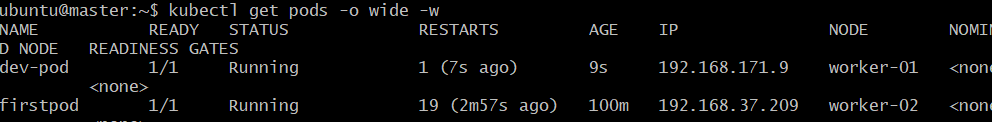 ubuntu@master:~$ kubectl get pods -o wide -w
NAME READY STATUS RESTARTS AGE IP NODE NOMIN
D NODE READINESS GATES
dev-pod 1/1 Running 1 (7s ago) 9s 192.168.171.9 worker-01 <none
<none>
firstpod 1/1 Running 19 (2m57s ago) 100m 192.168.37.209 worker-02 <none